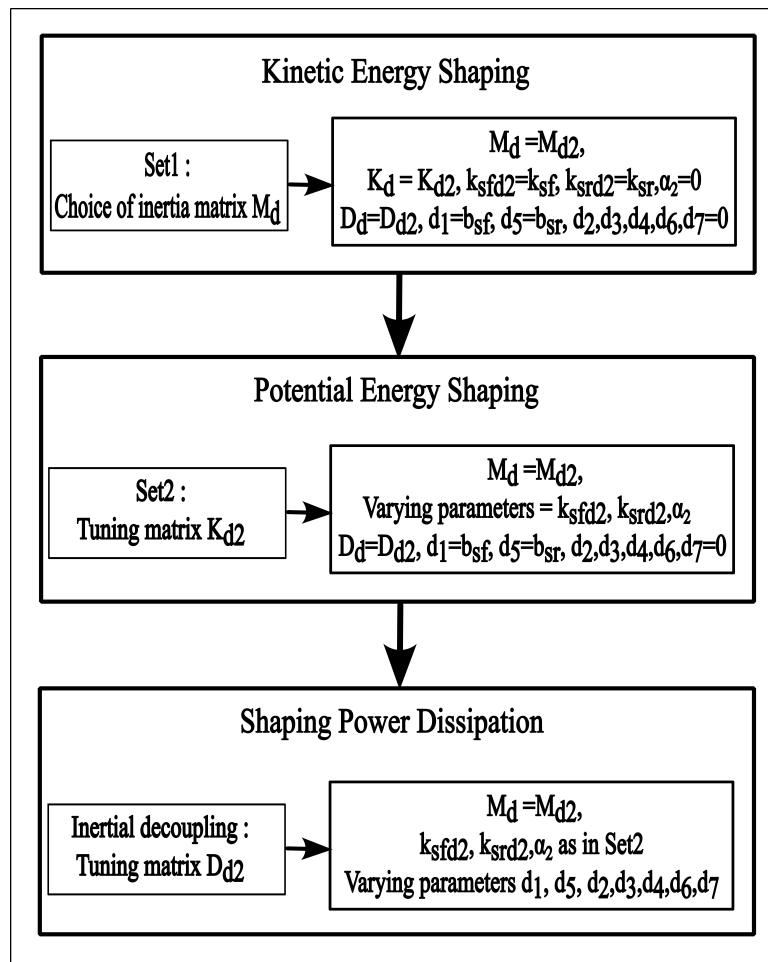 Kinetic Energy Shaping
Set1 :
Choice of inertia matrix Md
Md =Md2,
Kd = Kd2, ksfd2=ksf, ksrd2=ksr,α2=0
Dd=Dd2, d1=bsf, d5=bsr, d2,d3,d4,d6,d7=0
Potential Energy Shaping
Set2 :
Tuning matrix Kd2
Md =Md2,
Varying parameters = ksfd2, ksrd2,α2
Dd=Dd2, d1=bsf, d5=bsr, d2,d3,d4,d6,d7=0
Shaping Power Dissipation
Inertial decoupling :
Tuning matrix Dd2
Md =Md2,
ksfd2, ksrd2,α2 as in Set2
Varying parameters d1, d5, d2,d3,d4,d6,d7